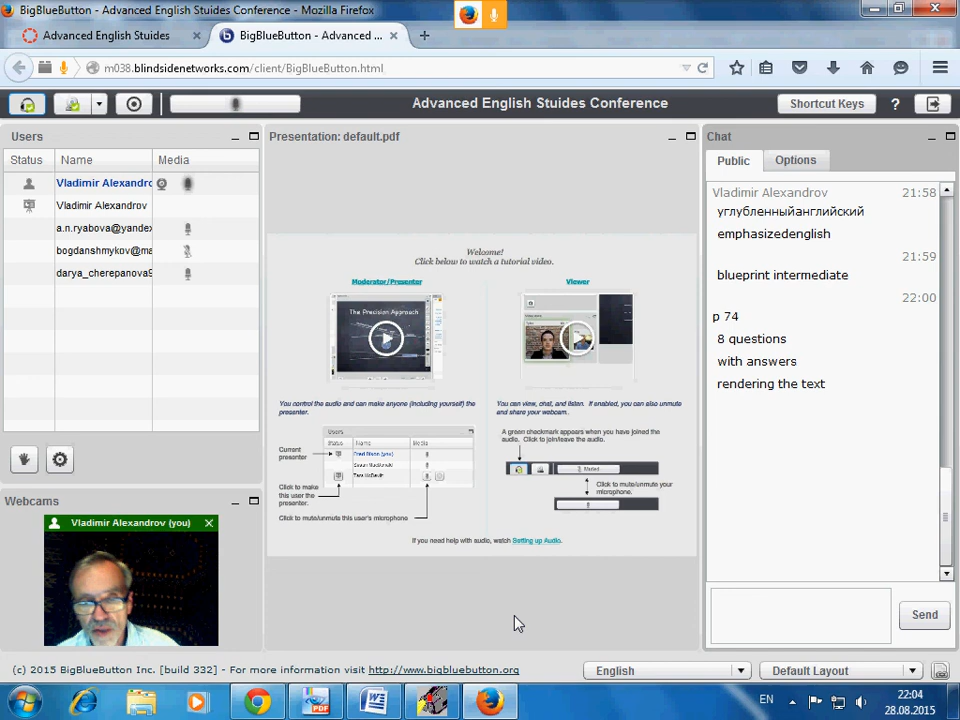 BigBlueButton - Advanced English Stuides Conference - Mozilla Firefox
Advanced English Stuides
BigBlueButton - Advanced ...
m038.blindsidenetworks.com/client/BigBlueButton.html
Advanced English Stuides Conference
Shortcut Keys
?
Users
Status Name Media
Vladimir Alexandro
Vladimir Alexandrov
a.n.ryabova@yandex
bogdanshmykov@ma
darya_cherepanova9
Webcams
Vladimir Alexandrov (you)
Presentation: default.pdf
Welcome!
Click below to watch a tutorial video.
Moderator/Presenter
The Precision Approach
You control the audio and can make anyone (including yourself) the
presenter.
Current
presenter
Users
Status Name Media
Fred Dixon (you)
Click to make
this user the
presenter.
Click to mute/unmute this user's microphone
Viewer
You can view, chat, and listen. If enabled, you can also unmute
and share your webcam.
A green checkmark appears when you have joined the
audio. Click to join/leave the audio.
Muted
Click to mute/unmute your
microphone.
If you need help with audio, watch Setting up Audio.
Chat
Public Options
Vladimir Alexandrov 21:58
углубленныйанглийский
emphasizedenglish
21:59
blueprint intermediate
22:00
p 74
8 questions
with answers
rendering the text
Send
(c) 2015 BigBlueButton Inc. [build 332] - For more information visit http://www.bigbluebutton.org
English
Default Layout
PDF
EN
22:04
28.08.2015